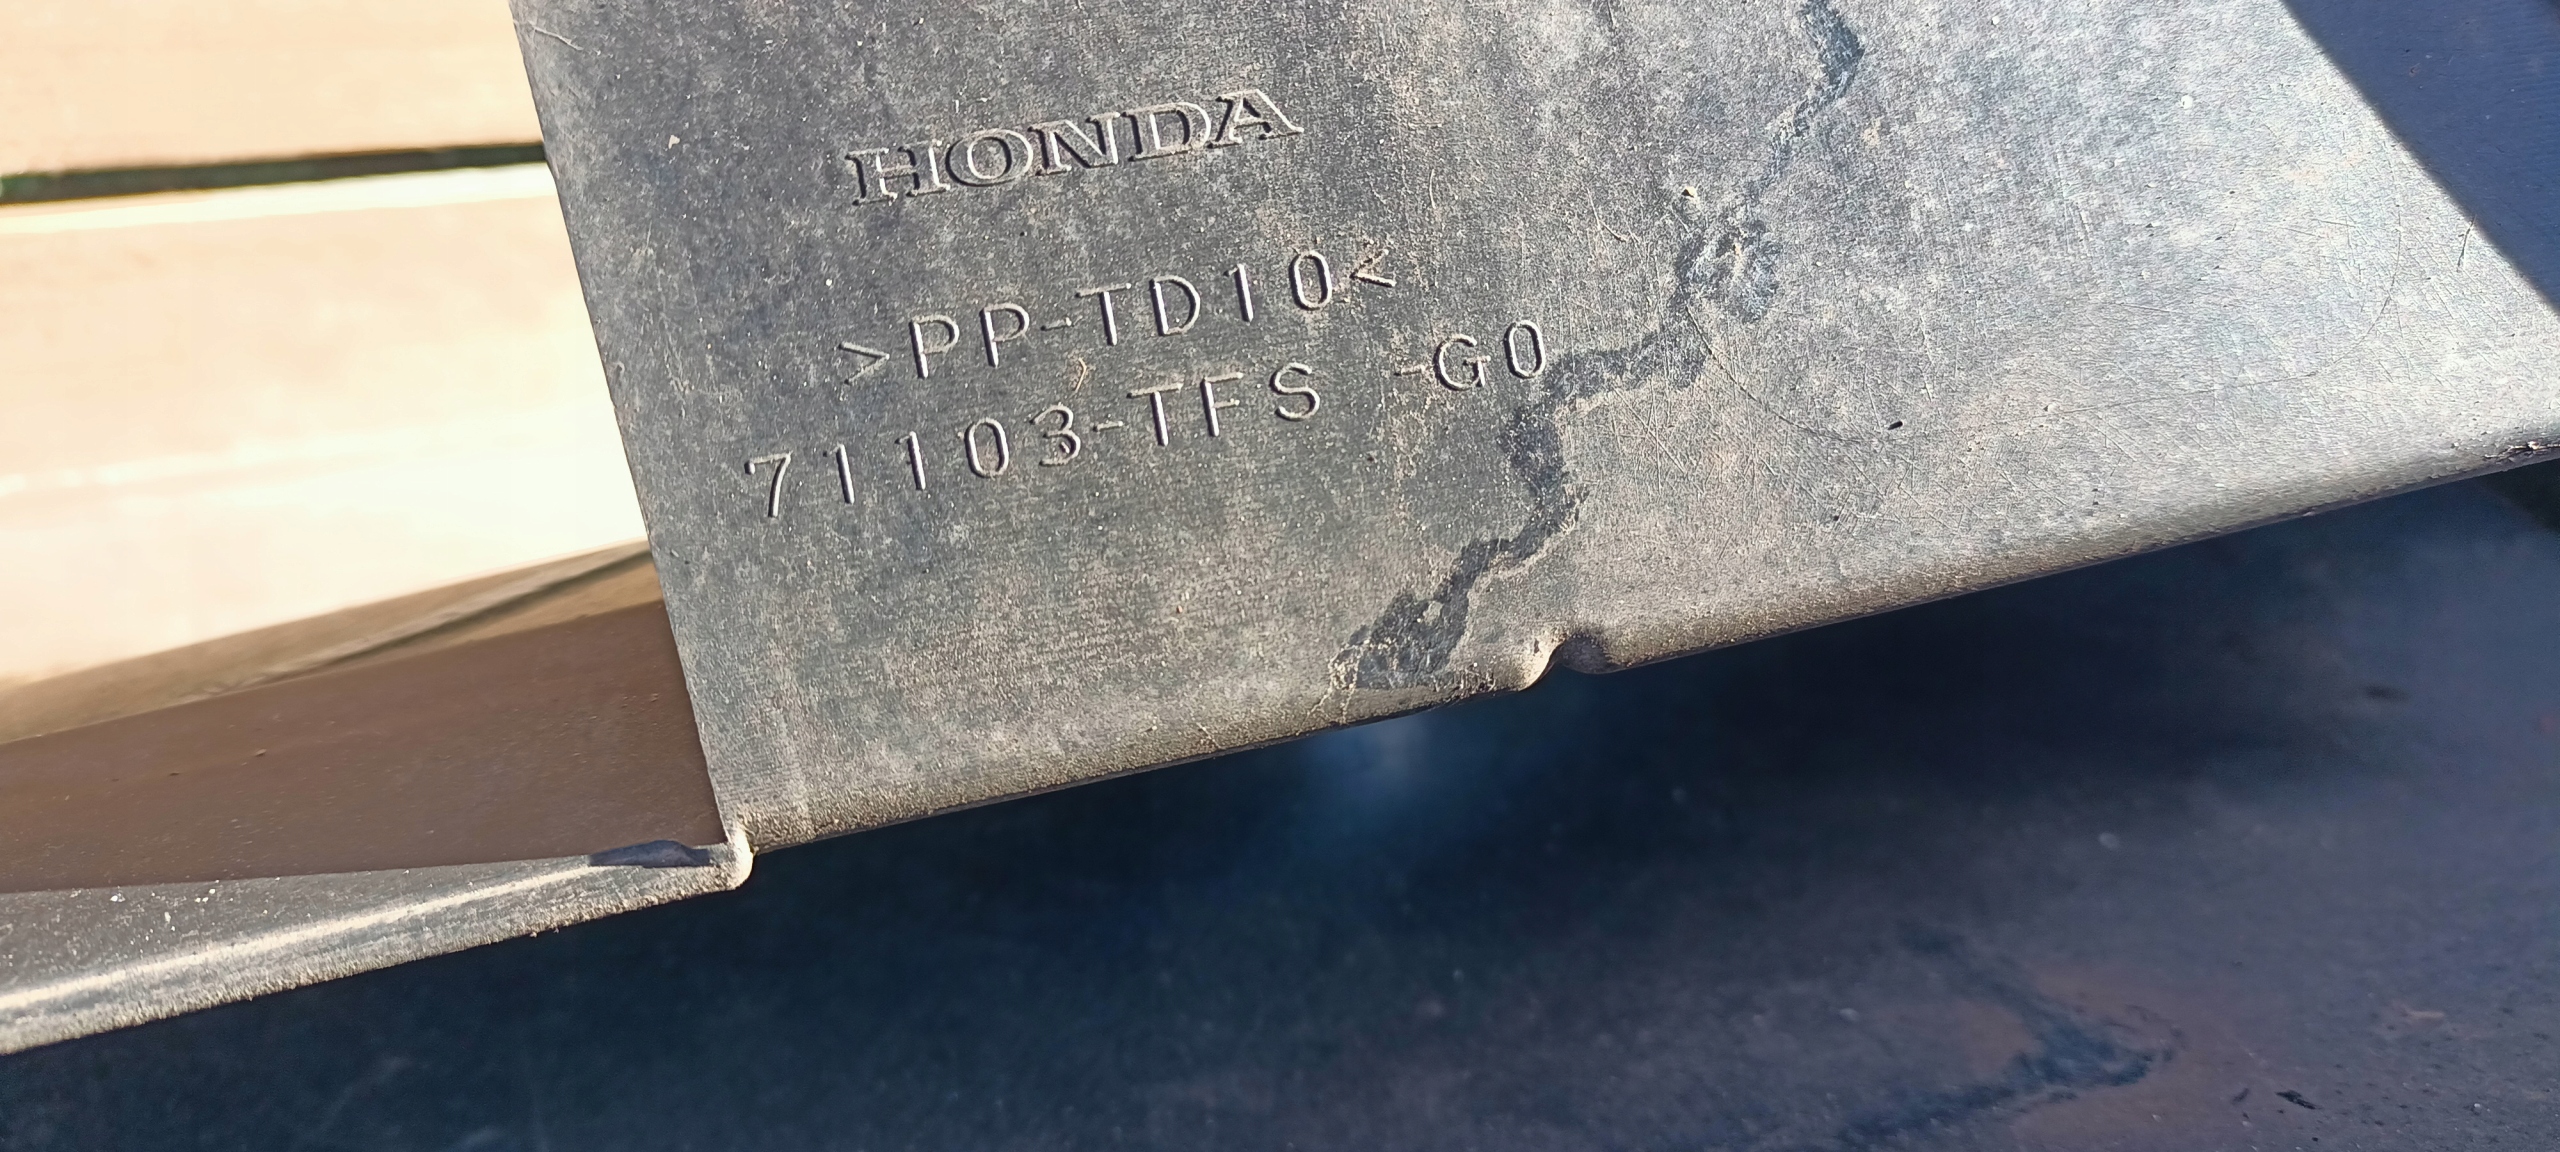 HONDA
>PP-TD10<
71103-TFS -G0